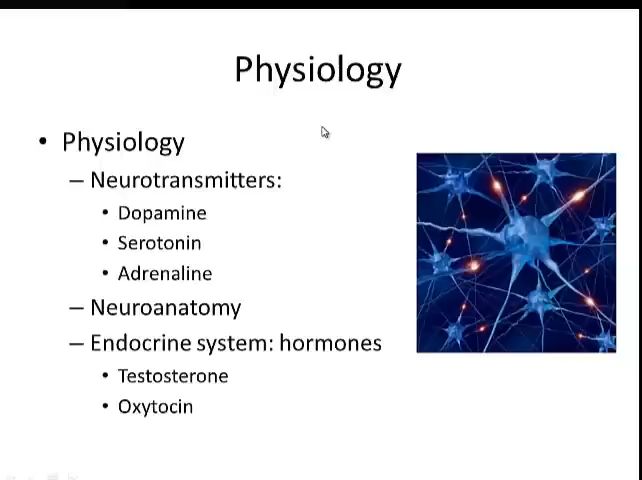 Physiology
• Physiology
– Neurotransmitters:
• Dopamine
• Serotonin
• Adrenaline
– Neuroanatomy
– Endocrine system: hormones
• Testosterone
• Oxytocin